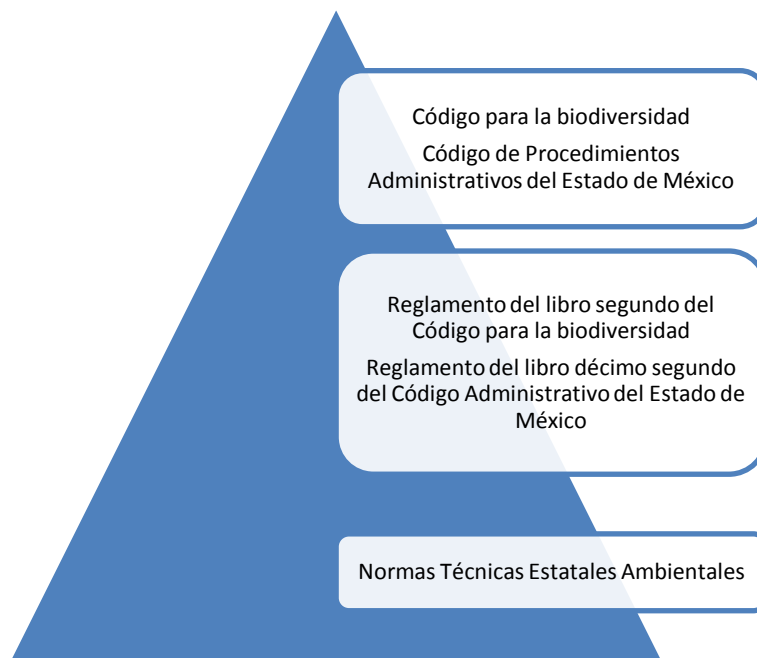 Código para la biodiversidad
Código de Procedimientos
Administrativos del Estado de México
Reglamento del libro segundo del
Código para la biodiversidad
Reglamento del libro décimo segundo
del Código Administrativo del Estado de
México
Normas Técnicas Estatales Ambientales